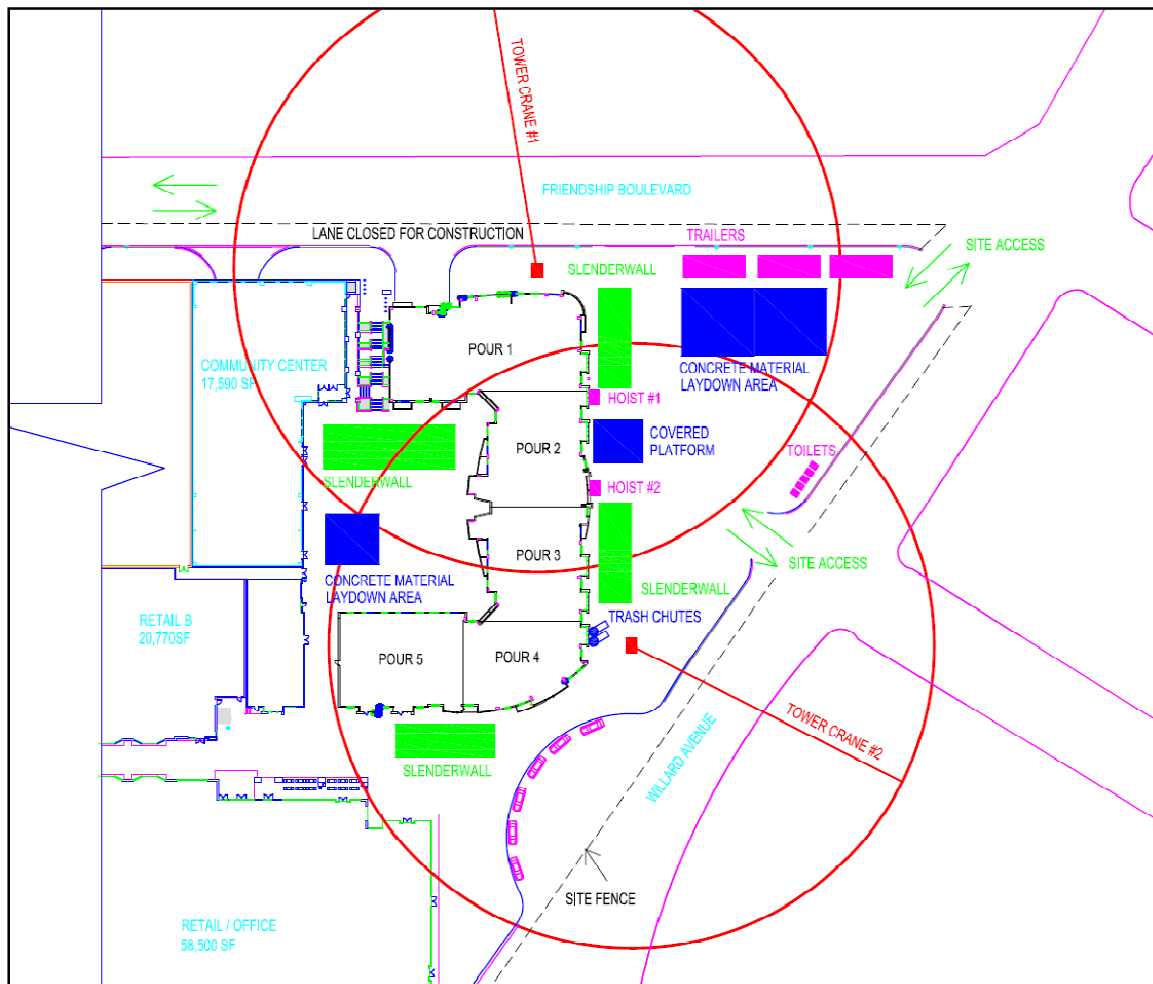 TOWER CRANE #1
FRIENDSHIP BOULEVARD
LANE CLOSED FOR CONSTRUCTION
TRAILERS
SITE ACCESS
SLENDERWALL
POUR 1
COMMUNITY CENTER
17,590 SF
CONCRETE MATERIAL
LAYDOWN AREA
HOIST #1
COVERED
PLATFORM
POUR 2
TOILETS
SLENDERWALL
HOIST #2
POUR 3
SITE ACCESS
CONCRETE MATERIAL
LAYDOWN AREA
SLENDERWALL
RETAIL B
20,770SF
TRASH CHUTES
POUR 5
POUR 4
TOWER CRANE #2
WILLARD AVENUE
SLENDERWALL
SITE FENCE
RETAIL / OFFICE
58,500 SF